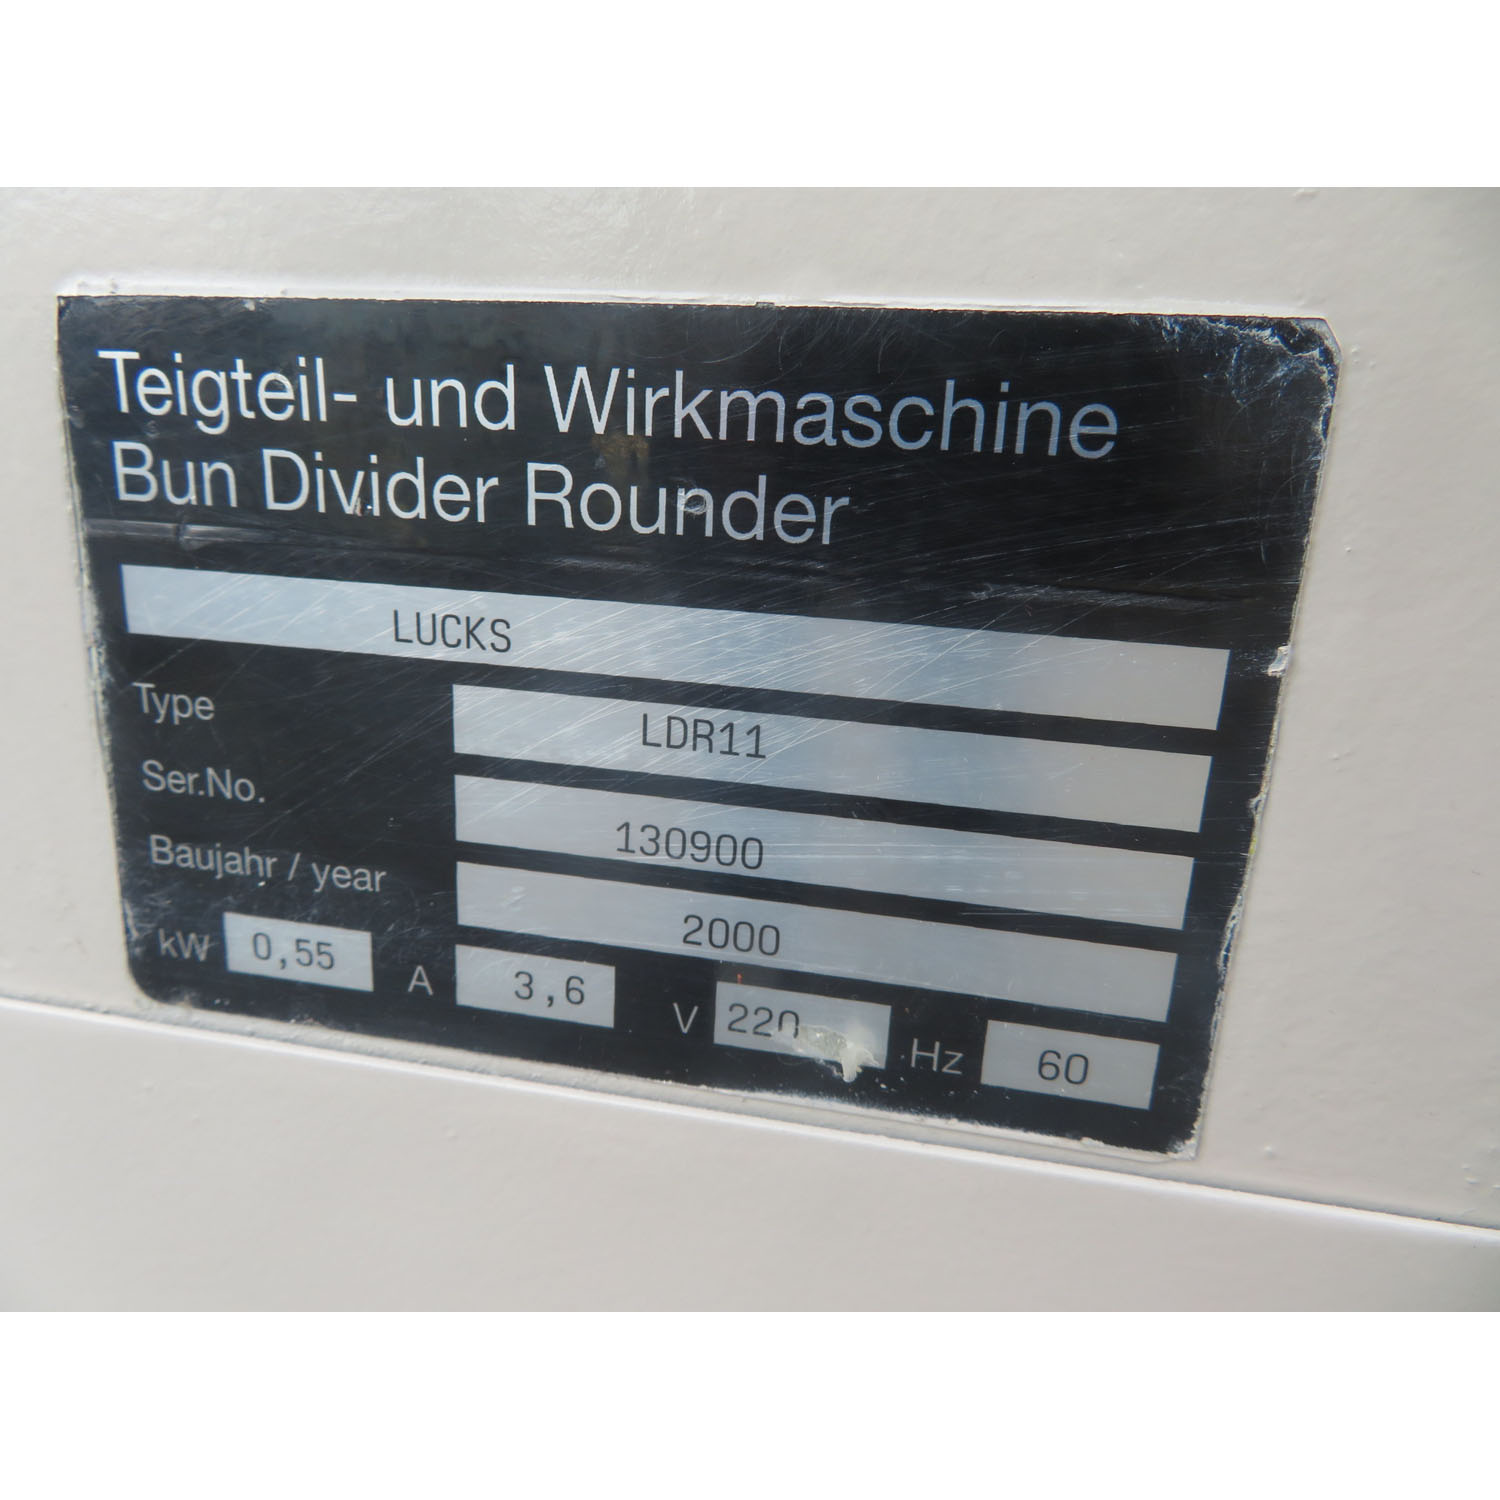 Teigteil- und Wirkmaschine
Bun Divider Rounder
LUCKS
Type LDR11
Ser.No. 130900
Baujahr / year 2000
kW 0,55 A 3,6 V 220 Hz 60